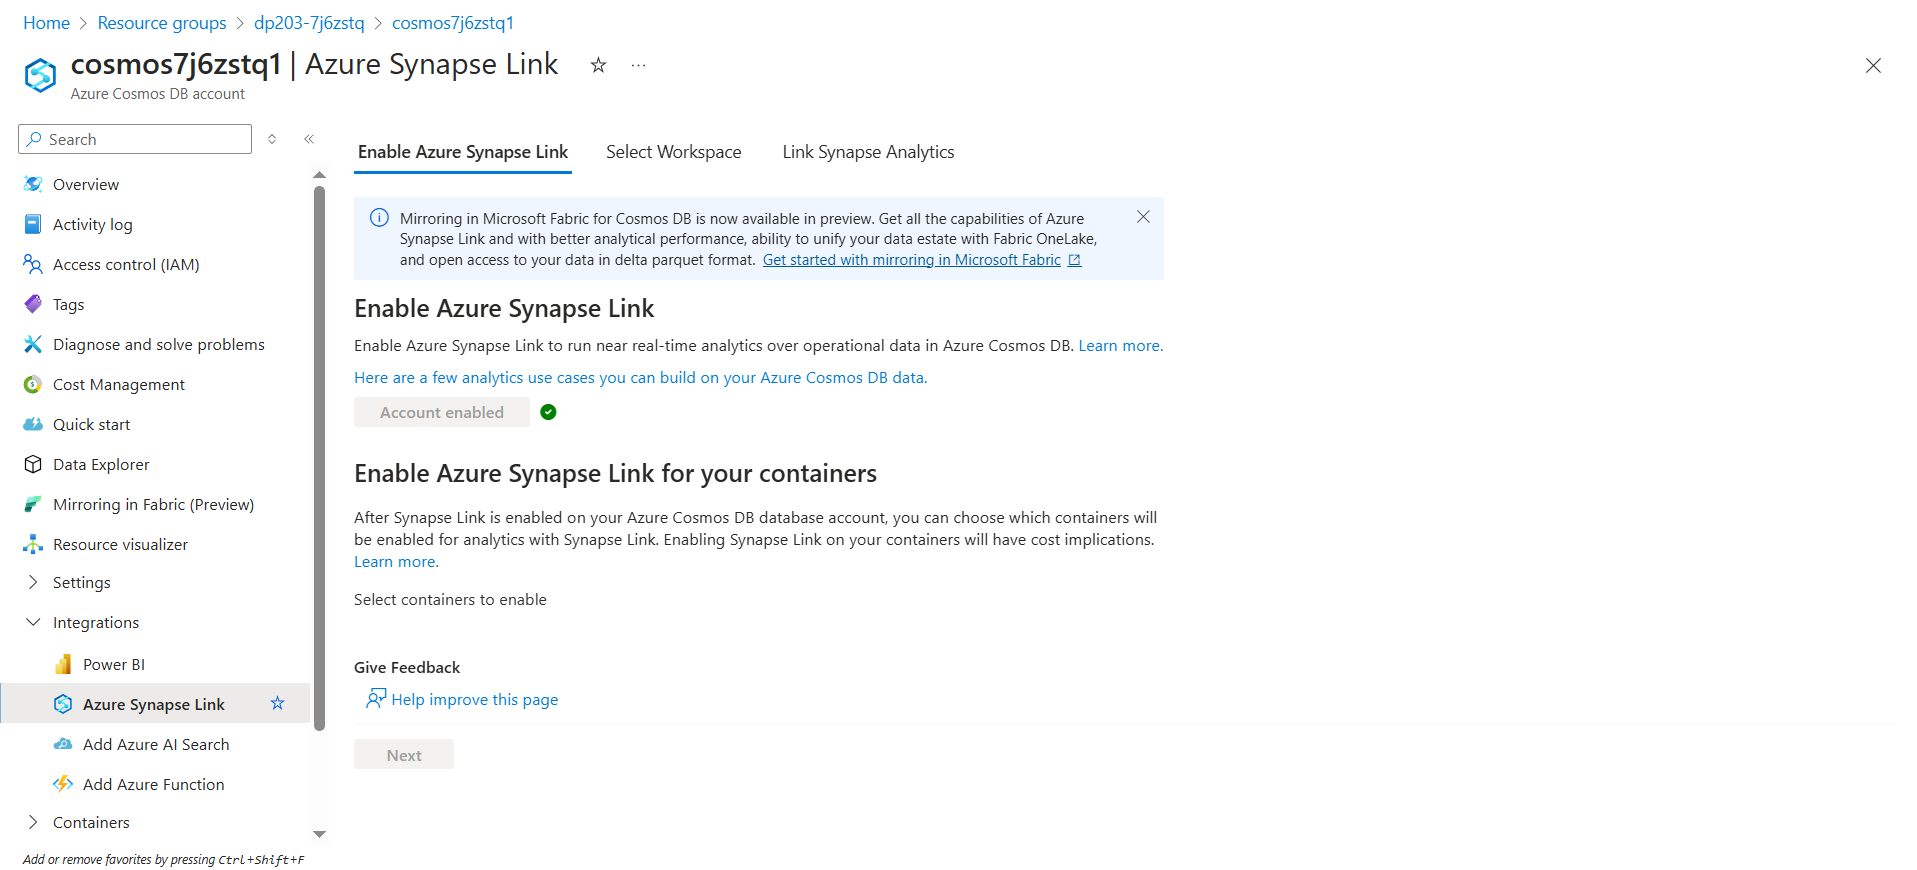 Home > Resource groups > dp203-7j6zstq > cosmos7j6zstq1
cosmos7j6zstq1 | Azure Synapse Link
Azure Cosmos DB account
Search
Overview
Activity log
Access control (IAM)
Tags
Diagnose and solve problems
Cost Management
Quick start
Data Explorer
Mirroring in Fabric (Preview)
Resource visualizer
Settings
Integrations
Power BI
Azure Synapse Link
Add Azure AI Search
Add Azure Function
Containers
Add or remove favorites by pressing Ctrl+Shift+F
Enable Azure Synapse Link Select Workspace Link Synapse Analytics
Mirroring in Microsoft Fabric for Cosmos DB is now available in preview. Get all the capabilities of Azure
Synapse Link and with better analytical performance, ability to unify your data estate with Fabric OneLake,
and open access to your data in delta parquet format. Get started with mirroring in Microsoft Fabric
Enable Azure Synapse Link
Enable Azure Synapse Link to run near real-time analytics over operational data in Azure Cosmos DB. Learn more.
Here are a few analytics use cases you can build on your Azure Cosmos DB data.
Account enabled
Enable Azure Synapse Link for your containers
After Synapse Link is enabled on your Azure Cosmos DB database account, you can choose which containers will
be enabled for analytics with Synapse Link. Enabling Synapse Link on your containers will have cost implications.
Learn more.
Select containers to enable
Give Feedback
Help improve this page
Next